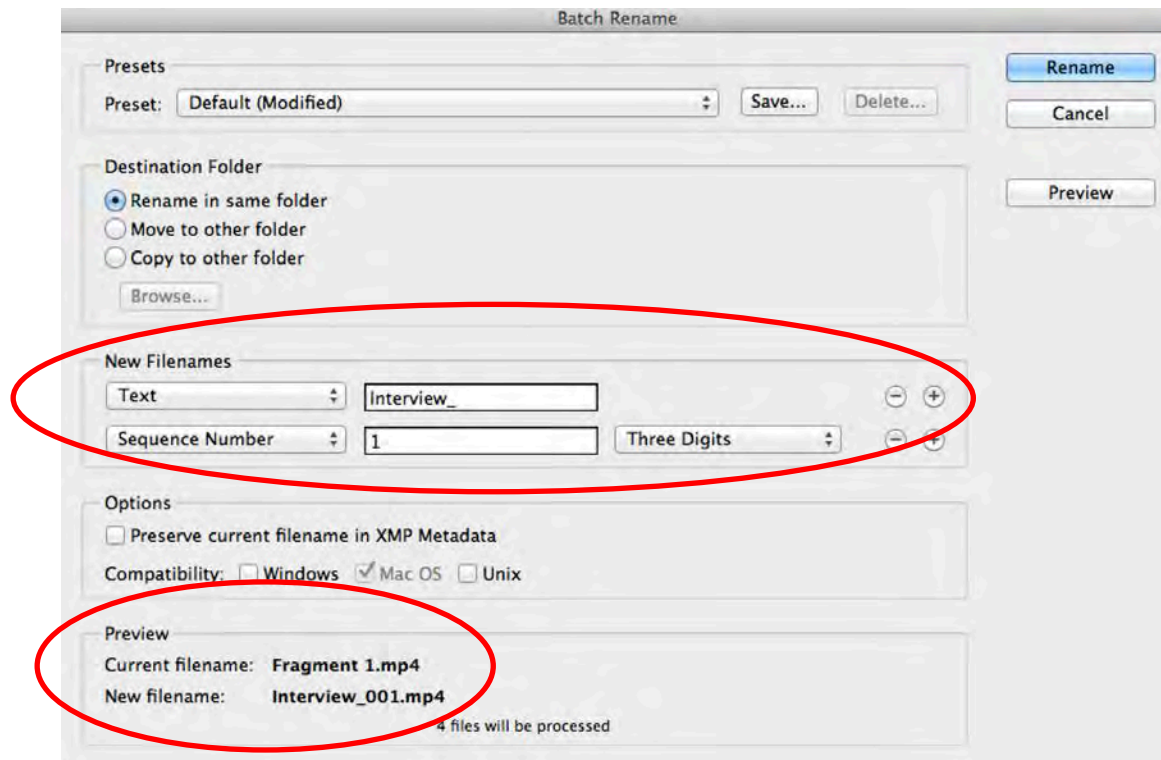 Batch Rename
Presets
Rename
Preset: Default (Modified) Save... Delete...
Cancel
Destination Folder
Rename in same folder
Preview
Move to other folder
Copy to other folder
Browse...
New Filenames
Text Interview_
Sequence Number 1 Three Digits
Options
Preserve current filename in XMP Metadata
Compatibility: Windows Mac OS Unix
Preview
Current filename: Fragment 1.mp4
New filename: Interview_001.mp4
4 files will be processed